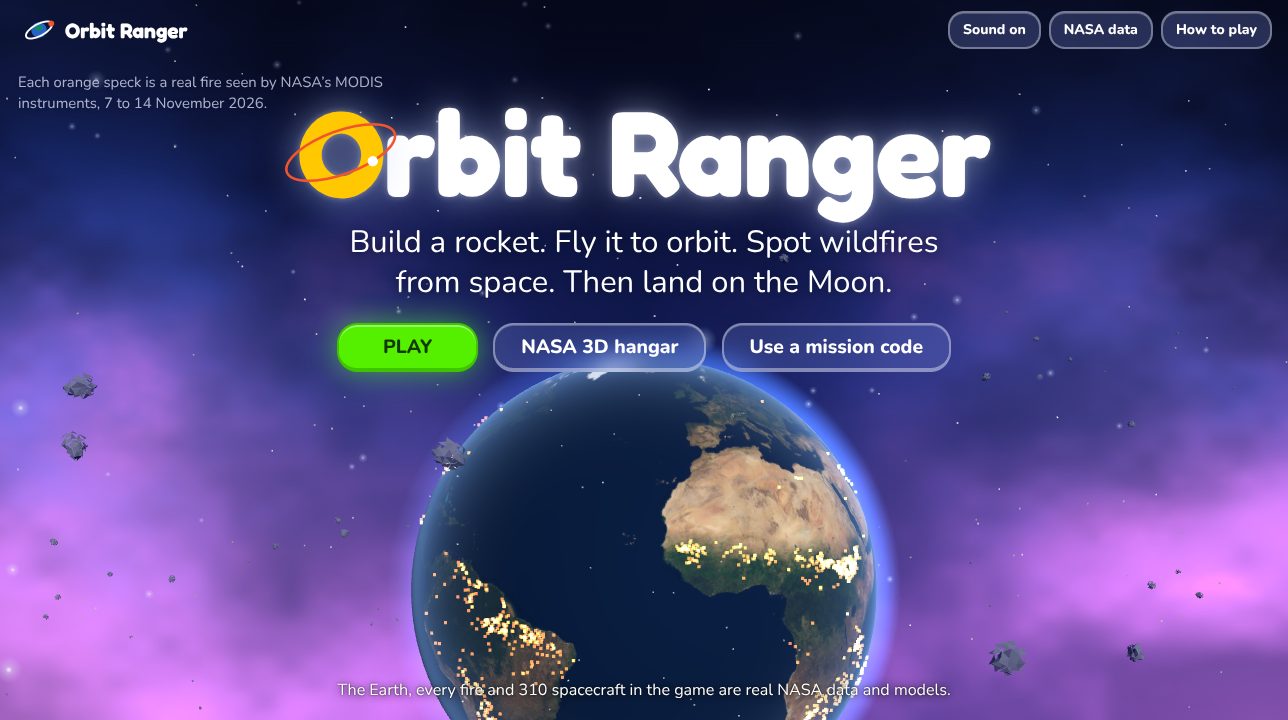 Orbit Ranger
Sound on
NASA data
How to play
Each orange speck is a real fire seen by NASA's MODIS
instruments, 7 to 14 November 2026.
Orbit Ranger
Build a rocket. Fly it to orbit. Spot wildfires
from space. Then land on the Moon.
PLAY
NASA 3D hangar
Use a mission code
The Earth, every fire and 310 spacecraft in the game are real NASA data and models.